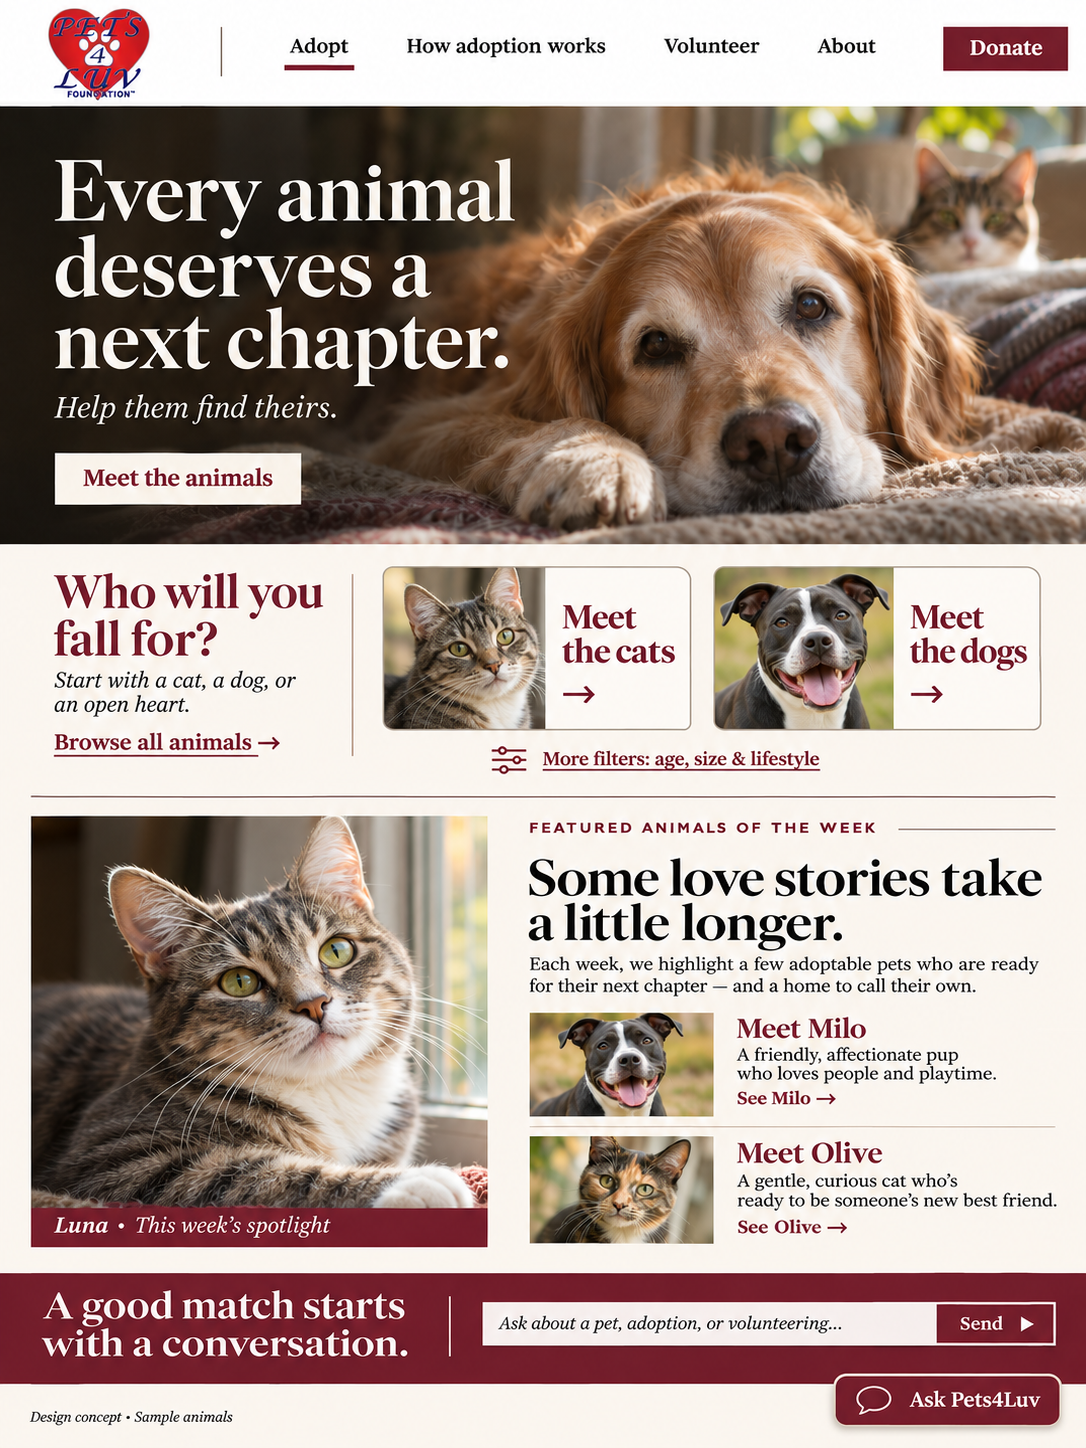 PET'S
4
LUV
FOUNDATION™
Adopt
How adoption works
Volunteer
About
Donate
Every animal
deserves a
next chapter.
Help them find theirs.
Meet the animals
Who will you
fall for?
Start with a cat, a dog, or
an open heart.
Browse all animals →
Meet
the cats
→
Meet
the dogs
→
More filters: age, size & lifestyle
FEATURED ANIMALS OF THE WEEK
Some love stories take
a little longer.
Each week, we highlight a few adoptable pets who are ready
for their next chapter — and a home to call their own.
Meet Milo
A friendly, affectionate pup
who loves people and playtime.
See Milo →
Meet Olive
A gentle, curious cat who's
ready to be someone's new best friend.
See Olive →
Luna • This week's spotlight
A good match starts
with a conversation.
Ask about a pet, adoption, or volunteering...
Send ▶
Ask Pets4Luv
Design concept • Sample animals